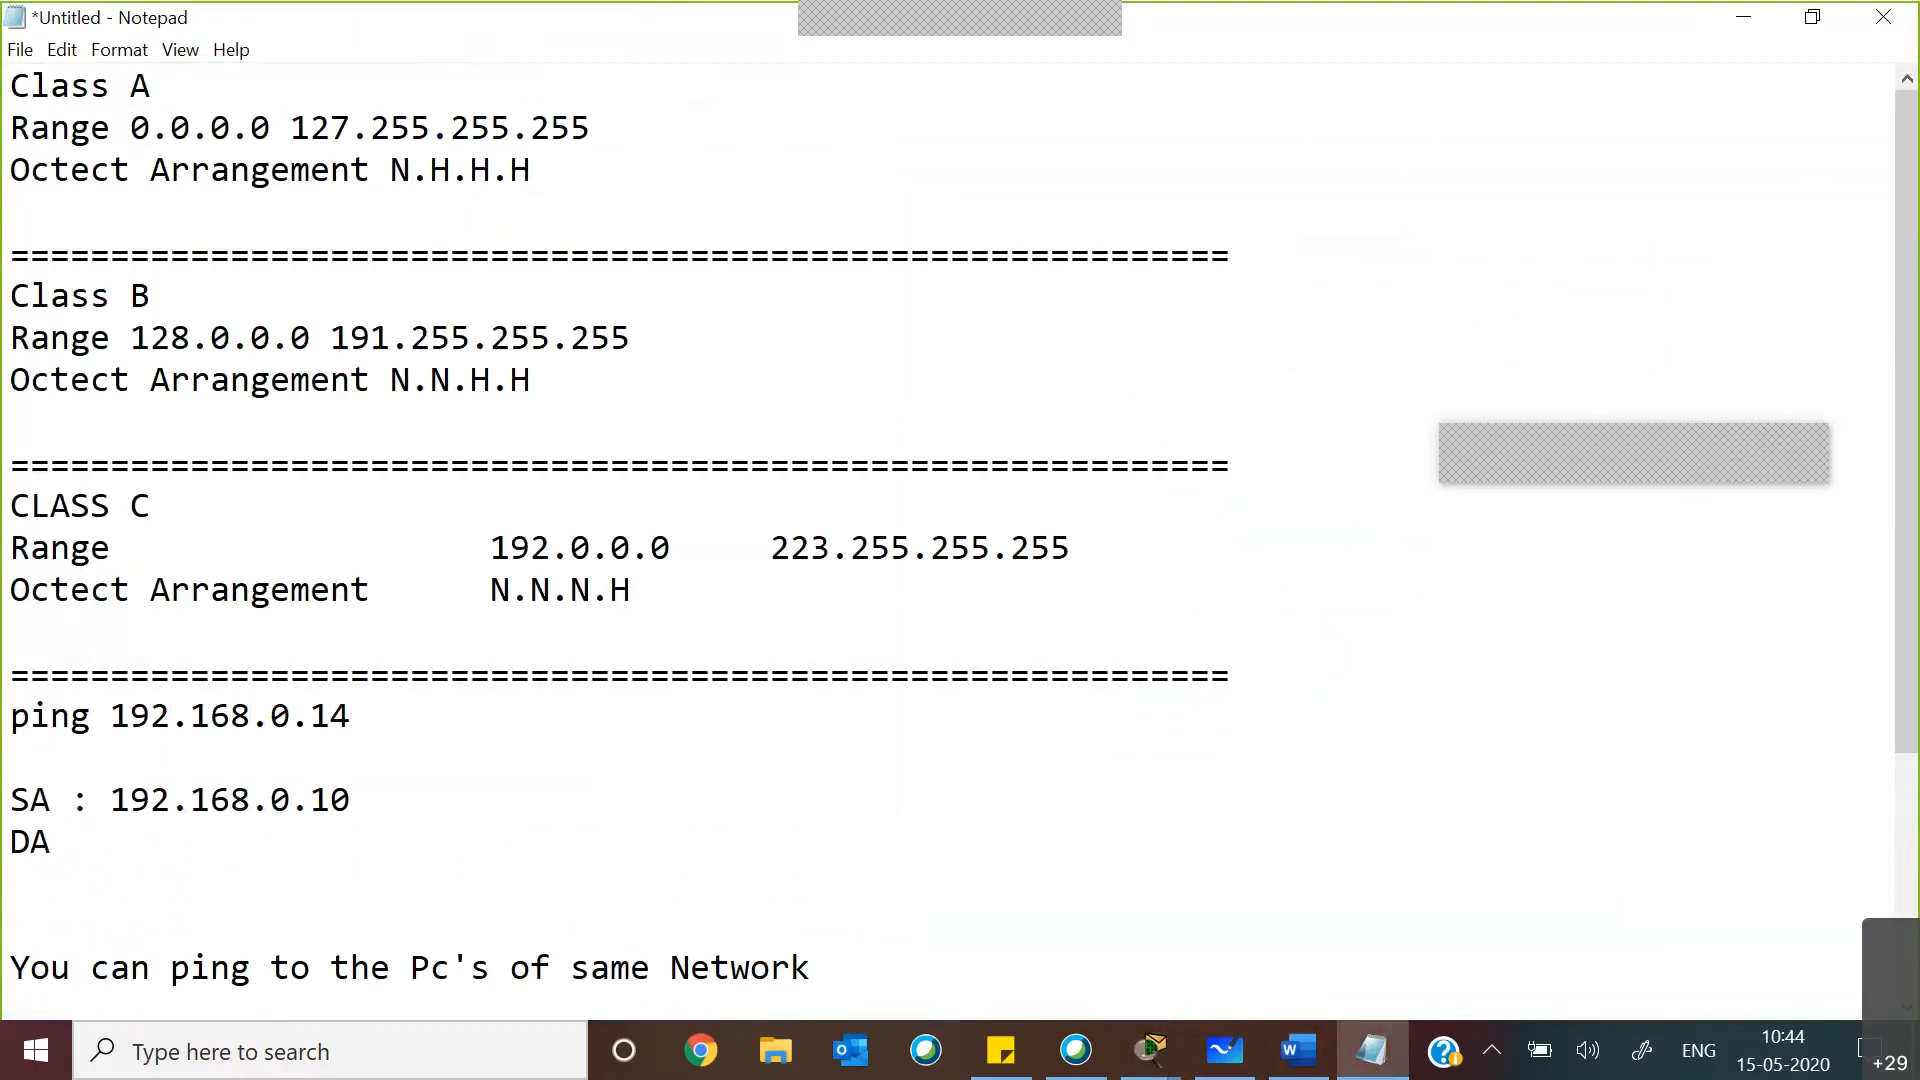 *Untitled - Notepad
File Edit Format View Help
Class A
Range 0.0.0.0 127.255.255.255
Octect Arrangement N.H.H.H
=============================================================
Class B
Range 128.0.0.0 191.255.255.255
Octect Arrangement N.N.H.H
=============================================================
CLASS C
Range 192.0.0.0 223.255.255.255
Octect Arrangement N.N.N.H
=============================================================
ping 192.168.0.14
SA : 192.168.0.10
DA
You can ping to the Pc's of same Network
Type here to search
ENG
10:44
15-05-2020
+29